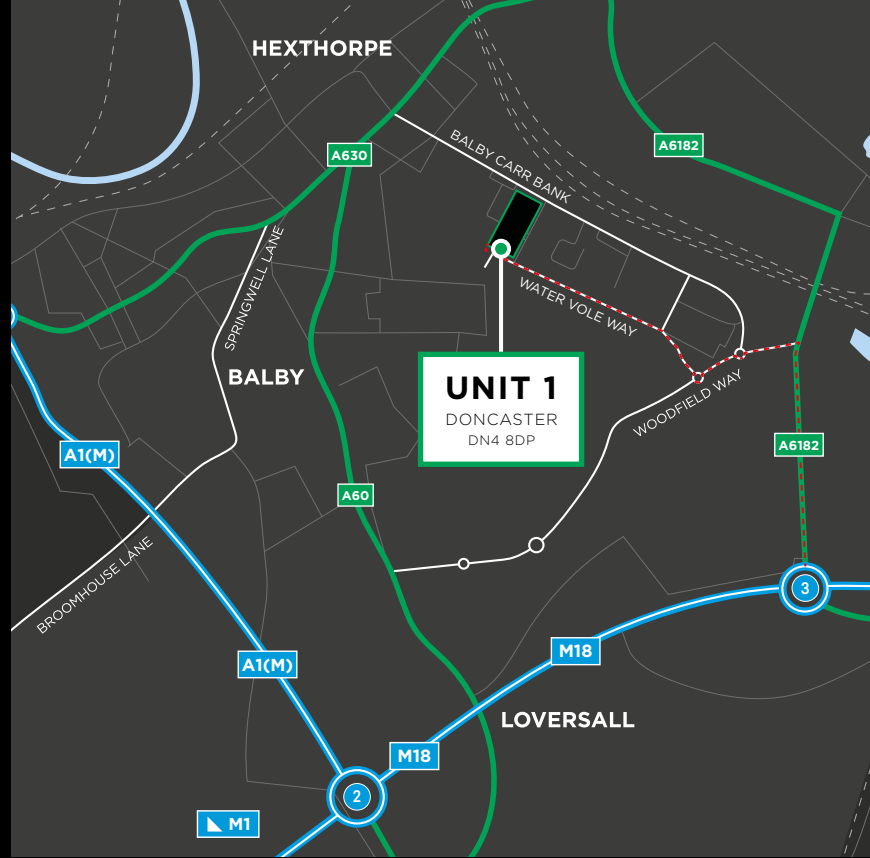 HEXTHORPE
BALBY CARR BANK
A630
A6182
SPRINGWELL LANE
WATER VOLE WAY
BALBY
UNIT 1
DONCASTER
DN4 8DP
WOODFIELD WAY
A1(M)
A6182
A60
BROOMHOUSE LANE
3
A1(M)
M18
LOVERSALL
M18
2
M1